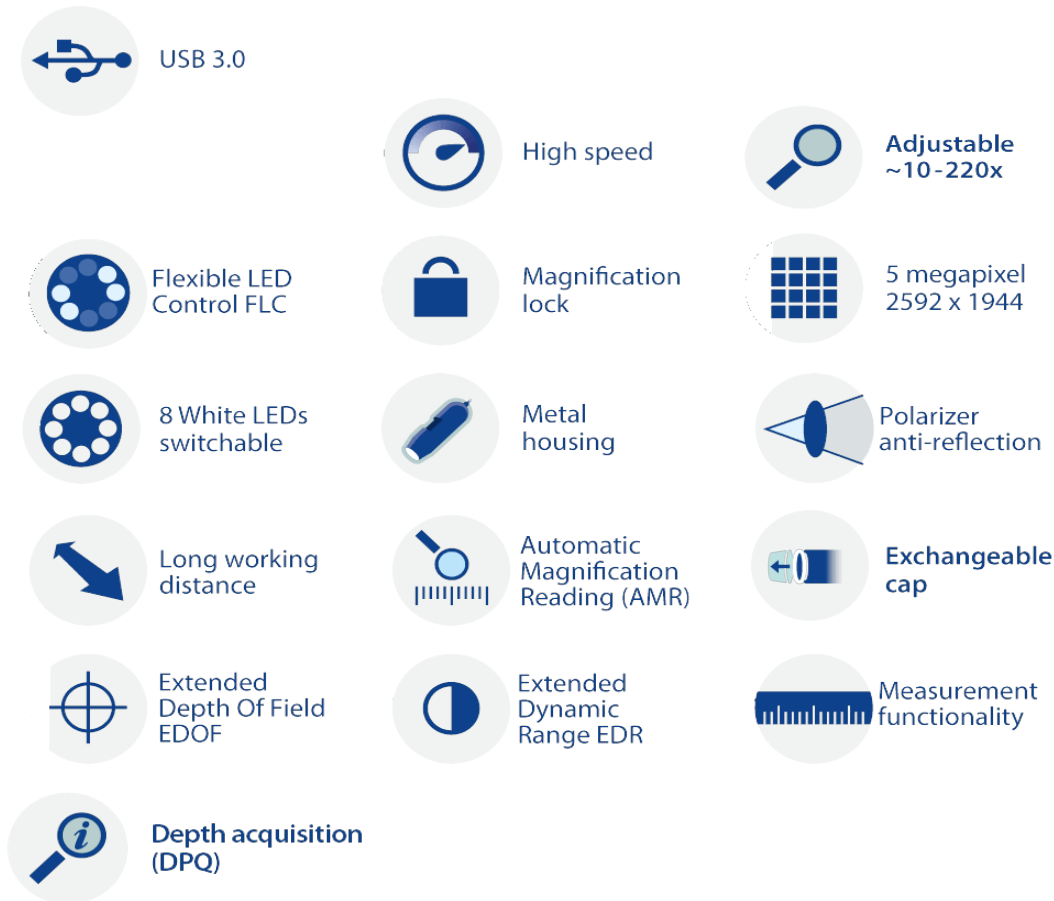 USB 3.0
High speed
Adjustable
~10-220x
Flexible LED
Control FLC
Magnification
lock
5 megapixel
2592 x 1944
8 White LEDs
switchable
Metal
housing
Polarizer
anti-reflection
Long working
distance
Automatic
Magnification
Reading (AMR)
Exchangeable
cap
Extended
Depth Of Field
EDOF
Extended
Dynamic
Range EDR
Measurement
functionality
i
Depth acquisition
(DPQ)